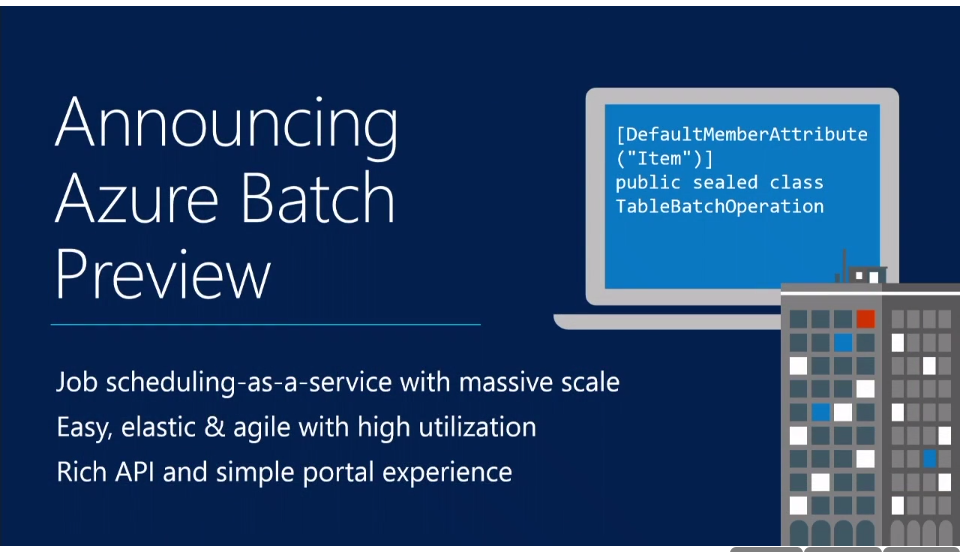 Announcing
Azure Batch
Preview
Job scheduling-as-a-service with massive scale
Easy, elastic & agile with high utilization
Rich API and simple portal experience
[DefaultMemberAttribute
("Item")]
public sealed class
TableBatchOperation